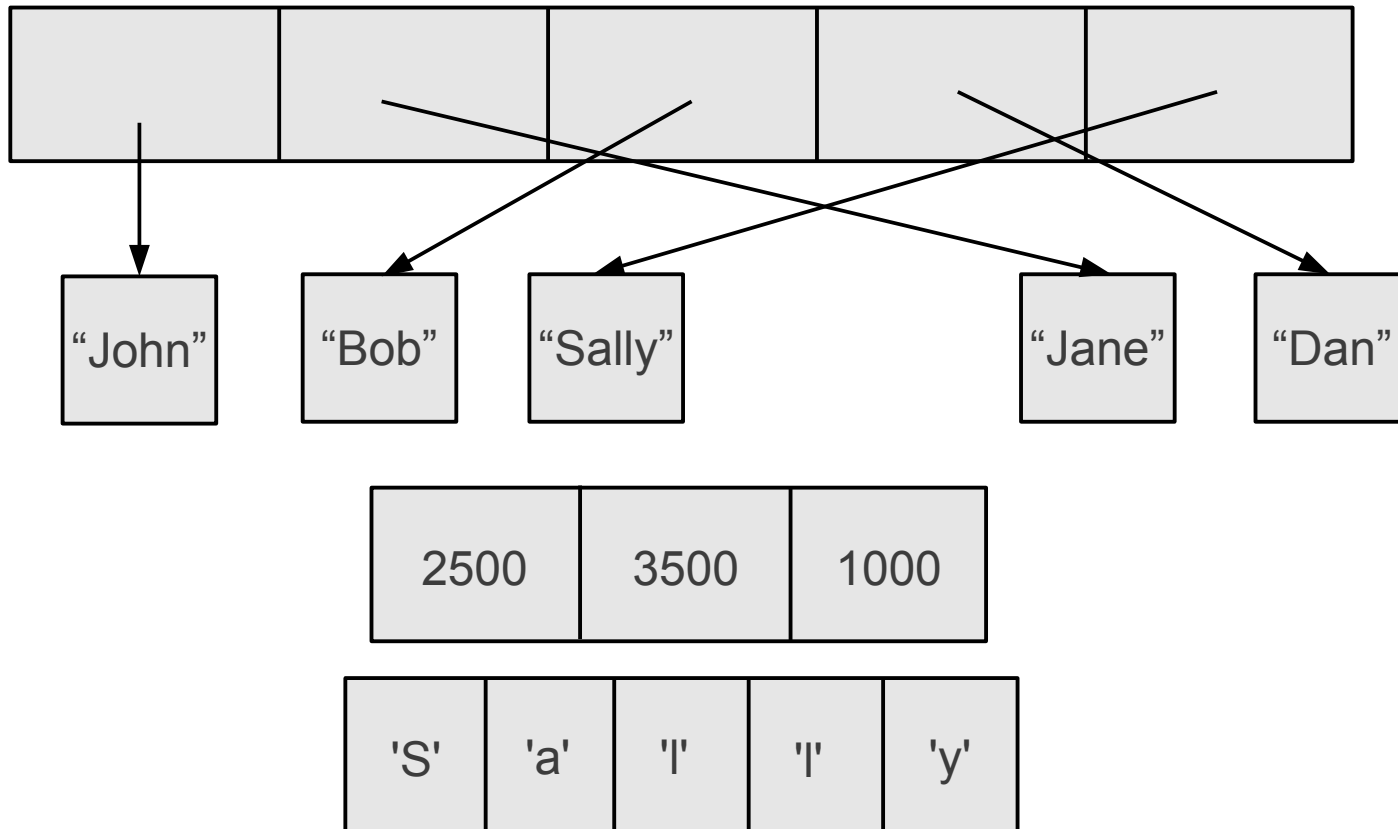 “John” “Bob” “Sally” “Jane” “Dan”
2500 3500 1000
'S' 'a' 'l' 'l' 'y'